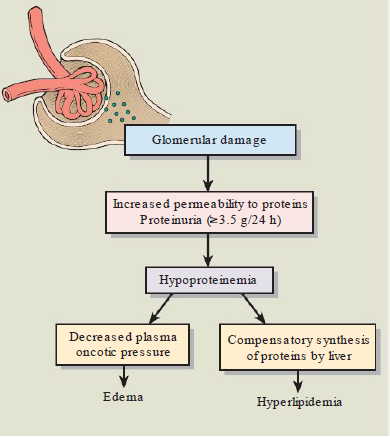 Glomerular damage
Increased permeability to proteins
Proteinuria (≥3.5 g/24 h)
Hypoproteinemia
Decreased plasma
oncotic pressure
Compensatory synthesis
of proteins by liver
Edema
Hyperlipidemia